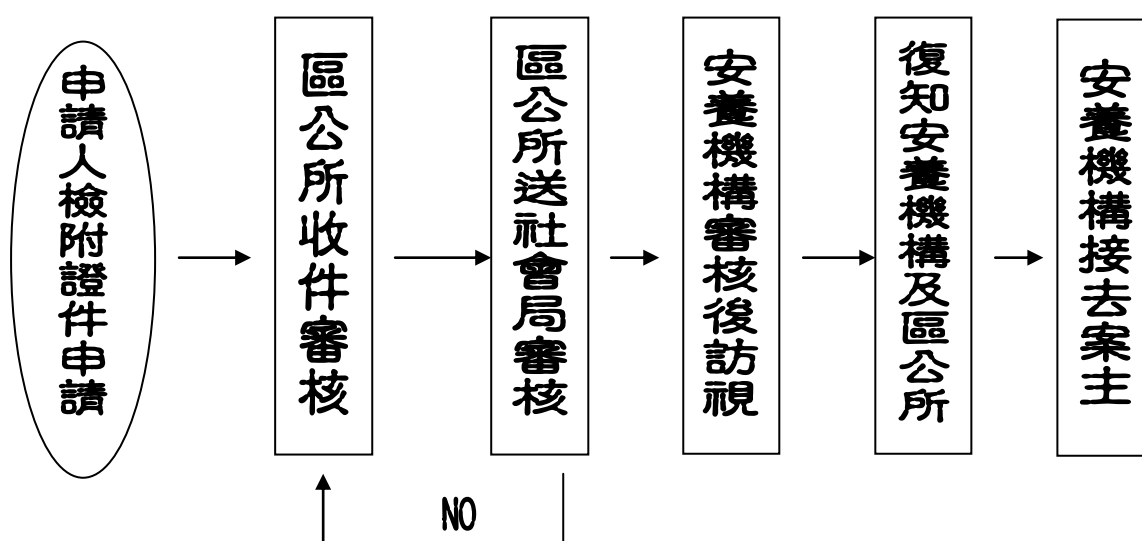 申請人檢附證件申請
區公所收件審核
區公所送社會局審核
安養機構審核後訪視
復知安養機構及區公所
安養機構接去案主
NO